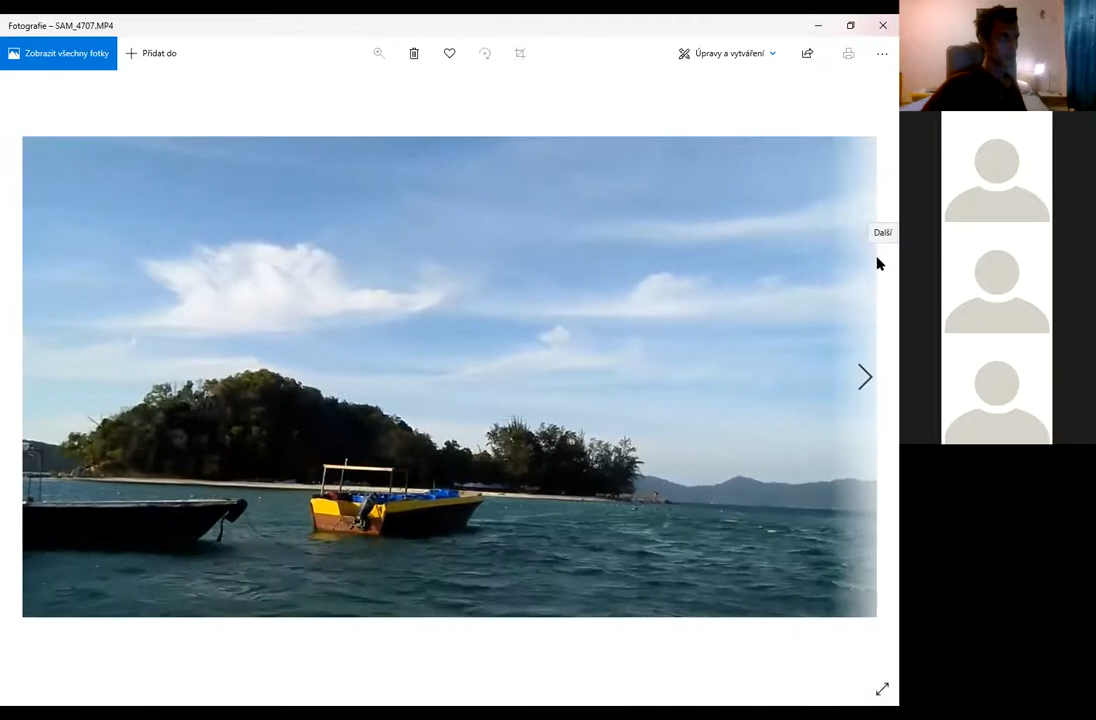 Fotografie – SAM_4707.MP4
Zobrazit všechny fotky
Přidat do
Úpravy a vytváření
Další